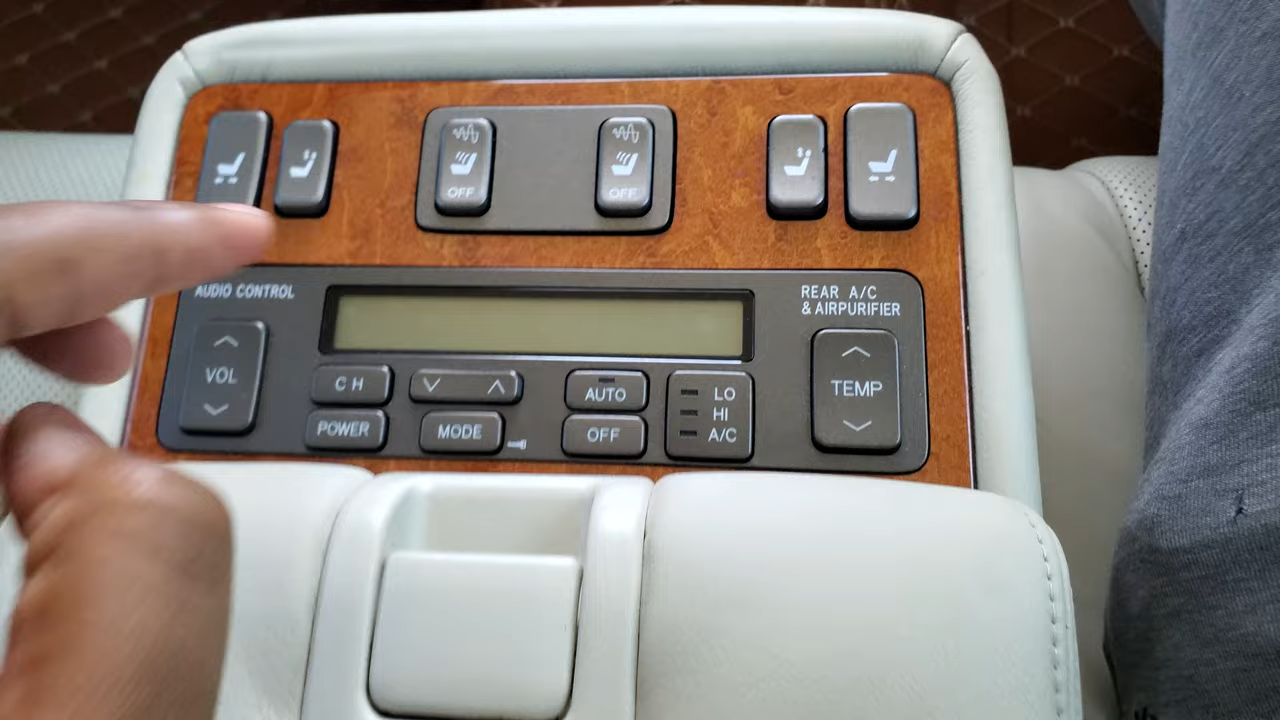 OFF
OFF
AUDIO CONTROL
REAR A/C
& AIRPURIFIER
VOL
CH
POWER
MODE
AUTO
OFF
LO
HI
A/C
TEMP